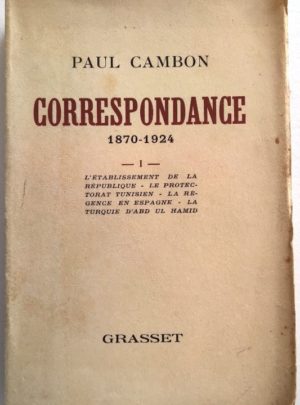 PAUL CAMBON
CORRESPONDANCE
1870-1924
— I —
L'ÉTABLISSEMENT DE LA
RÉPUBLIQUE - LE PROTEC-
TORAT TUNISIEN - LA RÉ-
GENCE EN ESPAGNE - LA
TURQUIE D'ABD UL HAMID
GRASSET